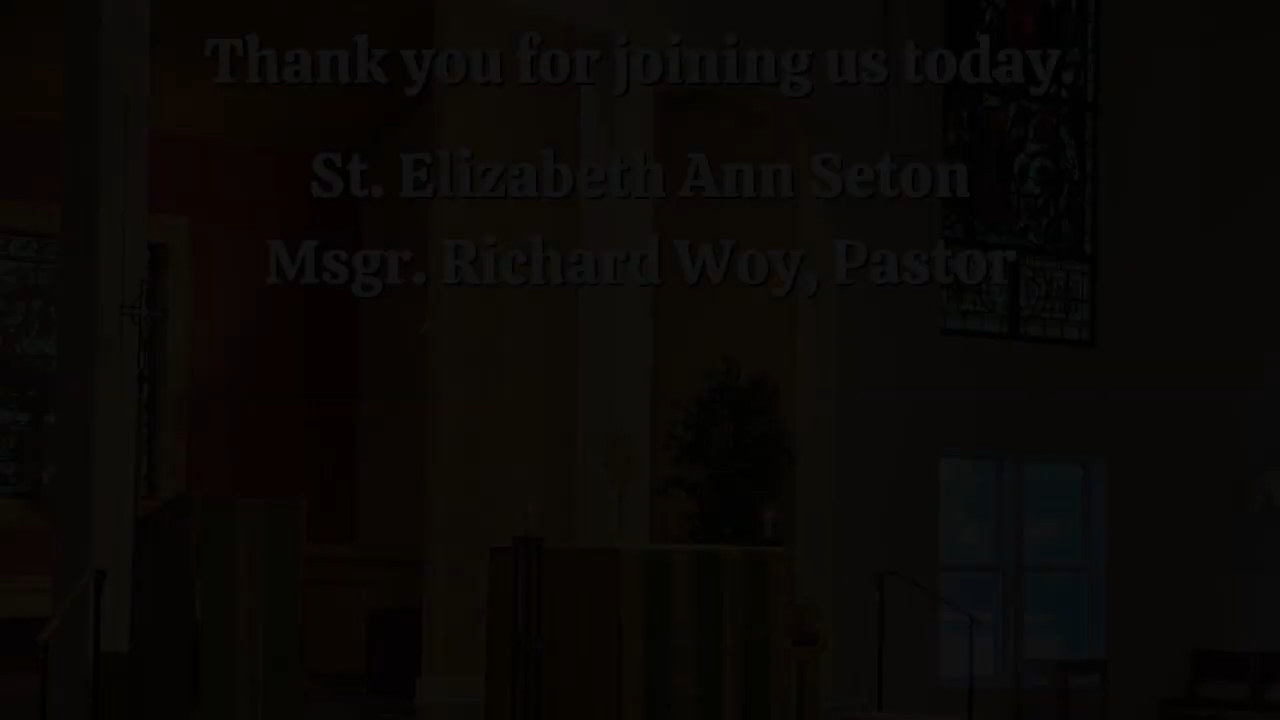 Thank you for joining us today.
St. Elizabeth Ann Seton
Msgr. Richard Woy, Pastor